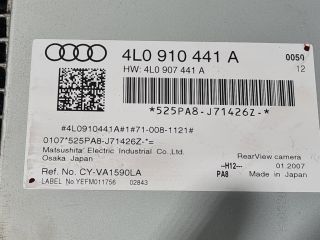 4L0 910 441 A 0050
HW: 4L0 907 441 A 12
*525PA8-J71426Z-*
#4L0910441A#1#71-008-1121#
0107*525PA8-J71426Z-*=
Matsushita Electric Industrial Co.,Ltd.
Osaka Japan
RearView camera
Ref. No. CY-VA1590LA
--H12-- 01.2007
LABEL No YEFM011756 02843
PA8 Made in Japan